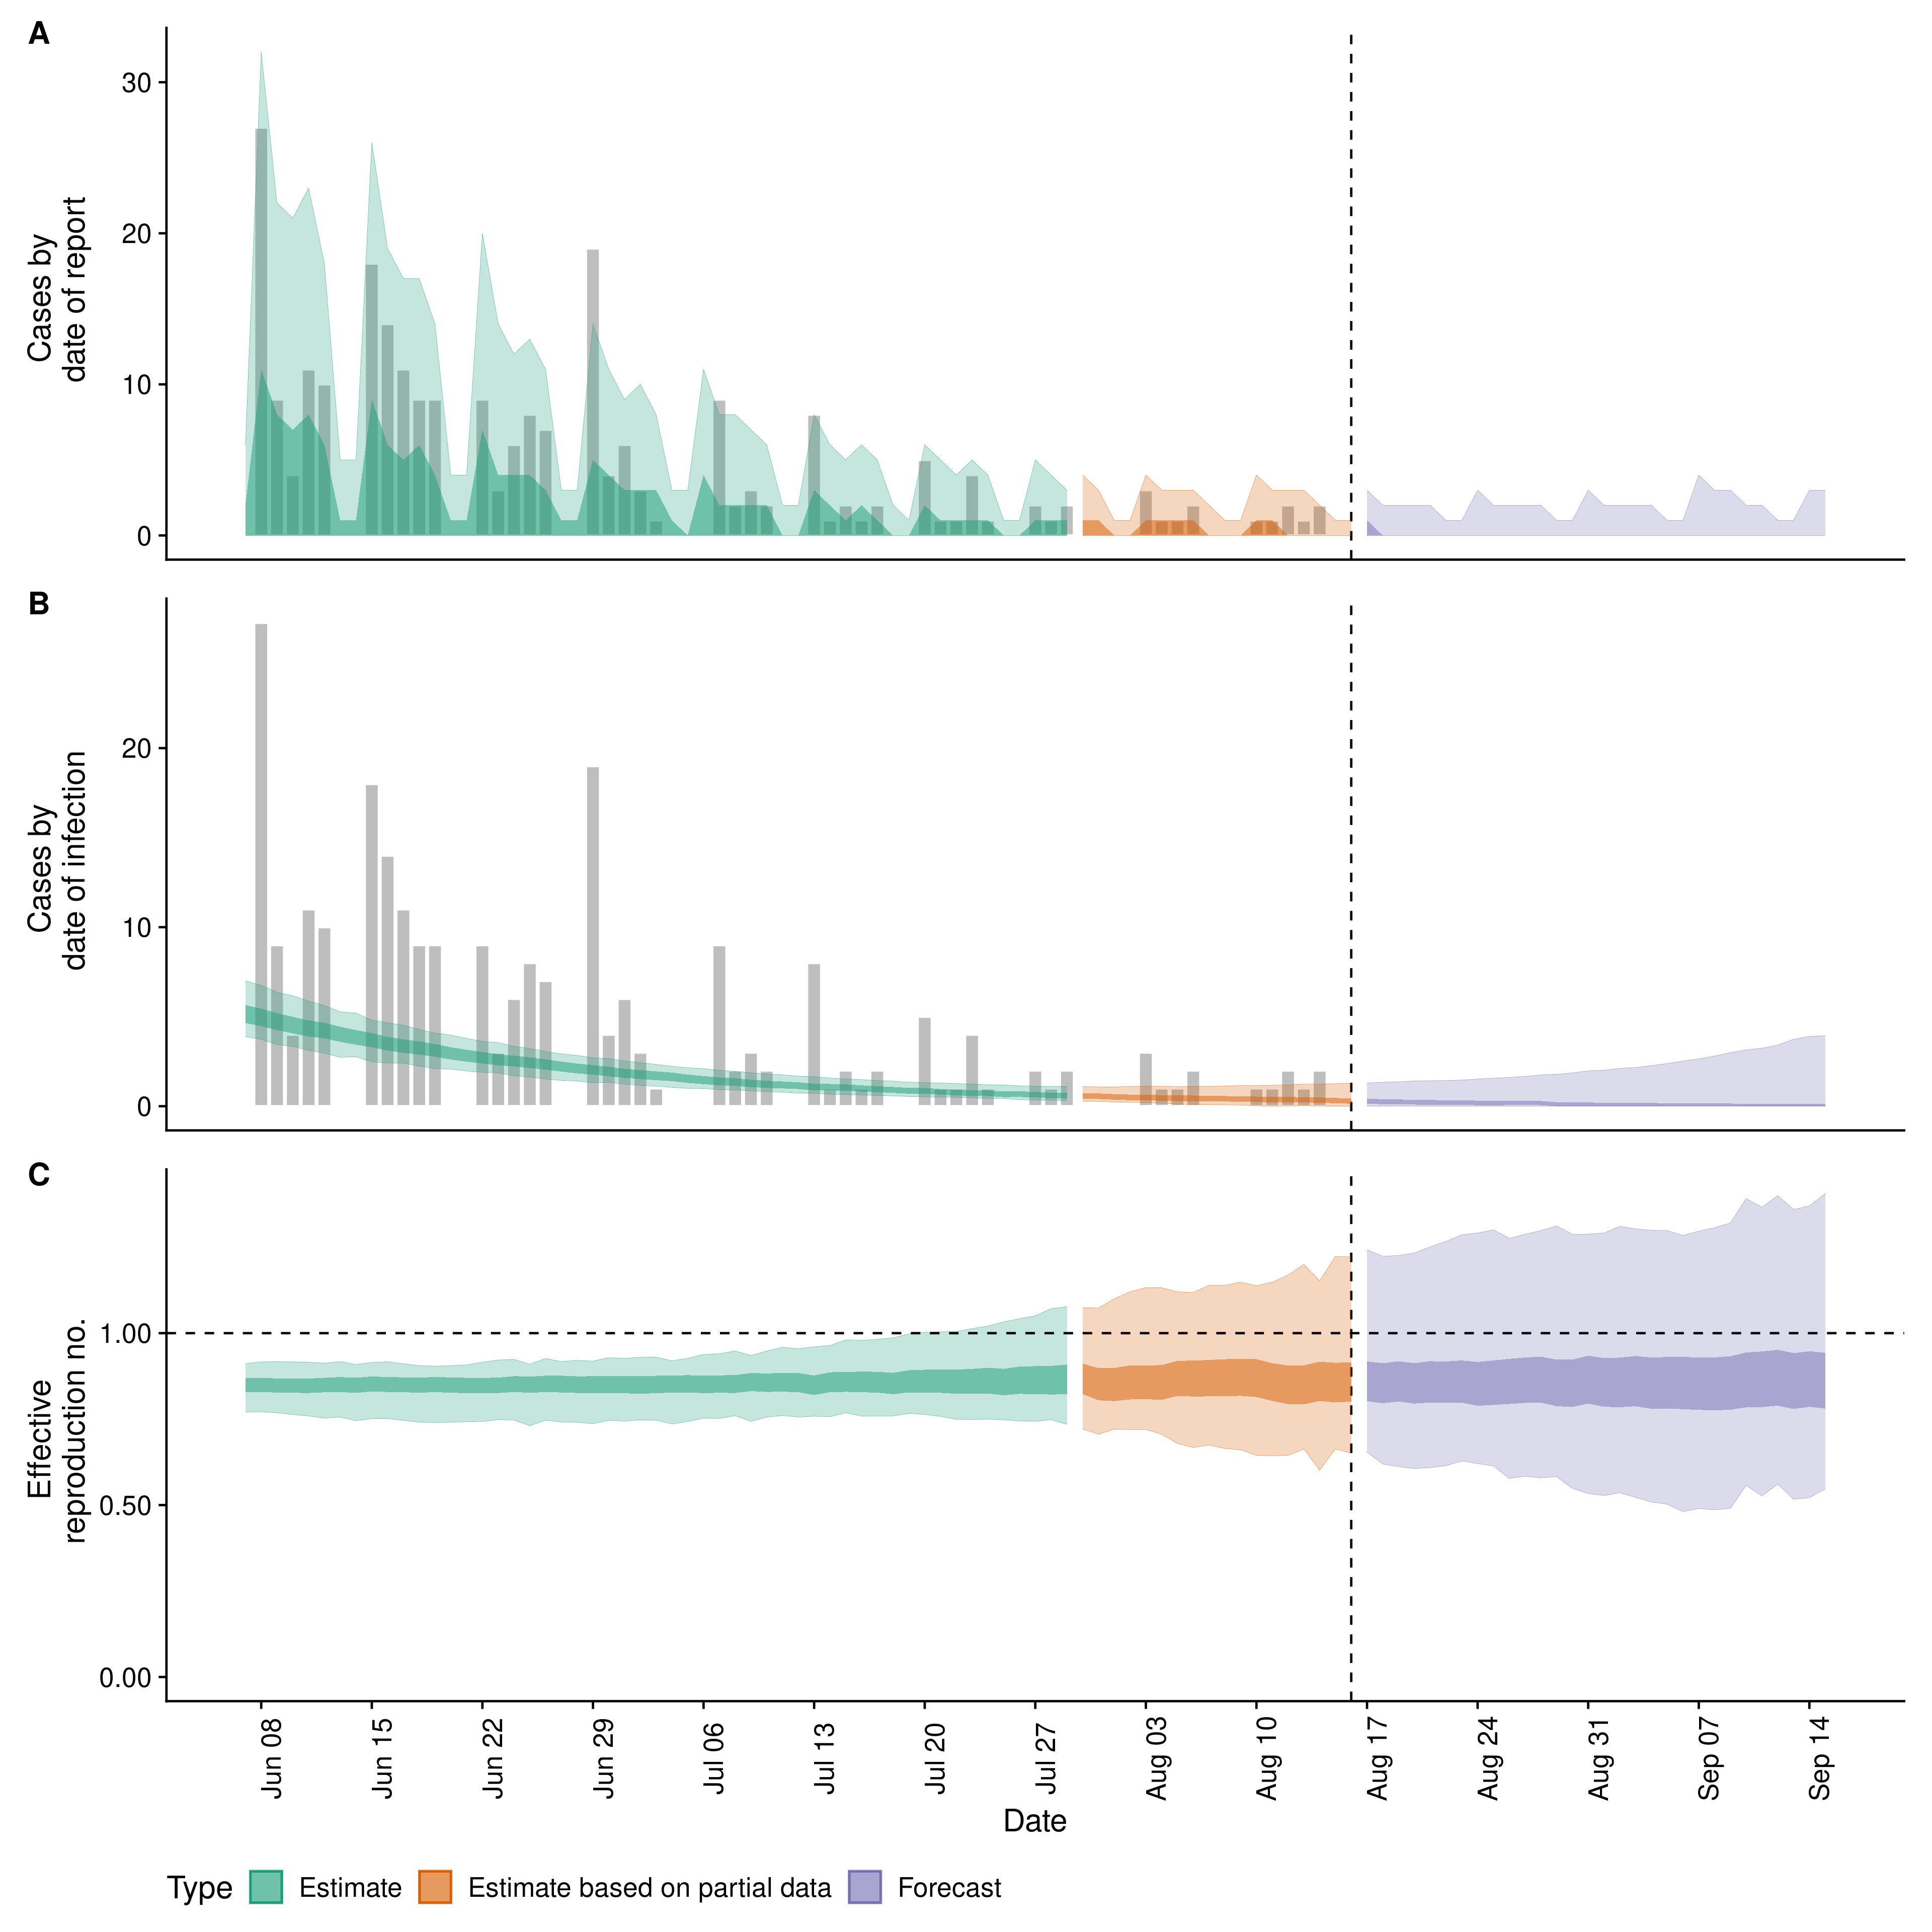 A
Cases by
date of report
30
20
10
0
B
Cases by
date of infection
20
10
0
C
Effective
reproduction no.
1.00
0.50
0.00
Jun 08
Jun 15
Jun 22
Jun 29
Jul 06
Jul 13
Jul 20
Jul 27
Aug 03
Aug 10
Aug 17
Aug 24
Aug 31
Sep 07
Sep 14
Date
Type Estimate Estimate based on partial data Forecast